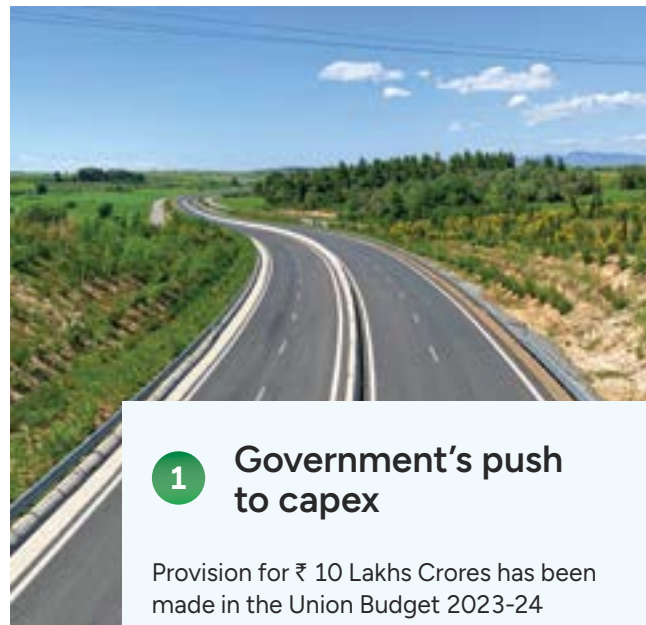 1
Government’s push
to capex
Provision for ₹ 10 Lakhs Crores has been
made in the Union Budget 2023-24